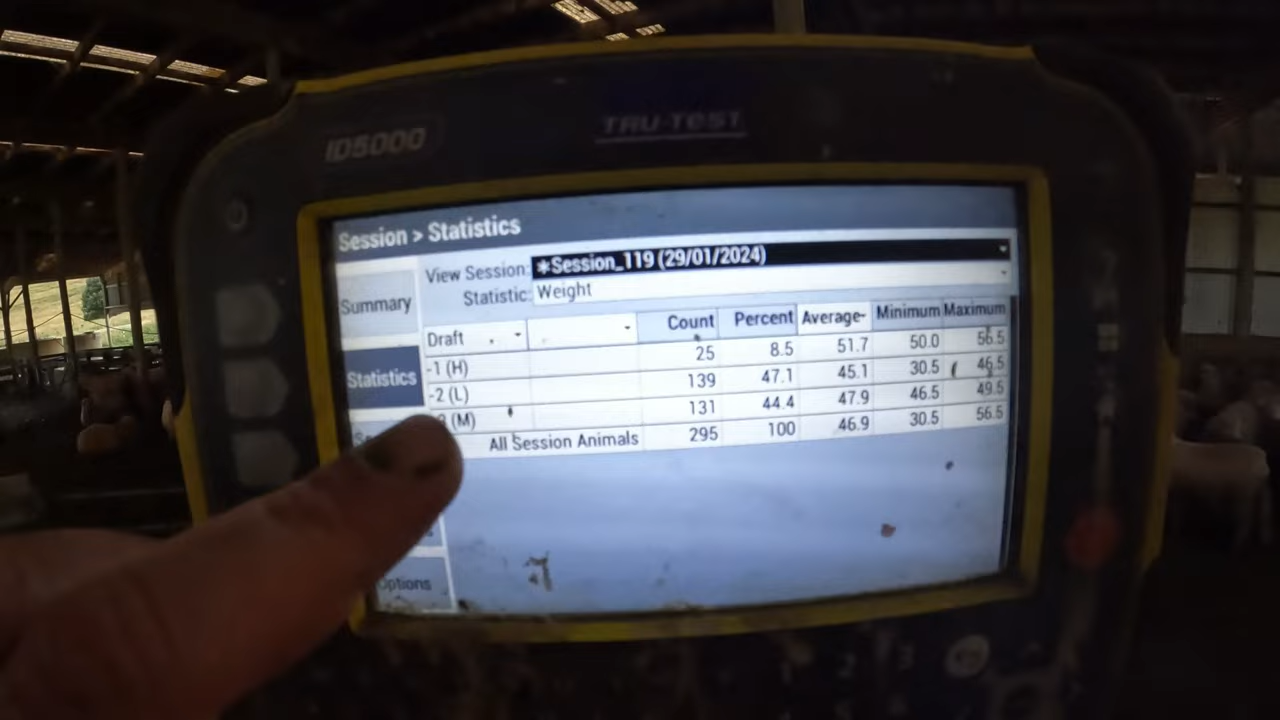 ID5000 TRU-TEST
Session > Statistics
View Session: *Session_119 (29/01/2024)
Statistic: Weight
Summary
Statistics
Options
Draft Count Percent Average- Minimum Maximum
-1 (H) 25 8.5 51.7 50.0 56.5
-2 (L) 139 47.1 45.1 30.5 46.5
(M) 131 44.4 47.9 46.5 49.5
All Session Animals 295 100 46.9 30.5 56.5